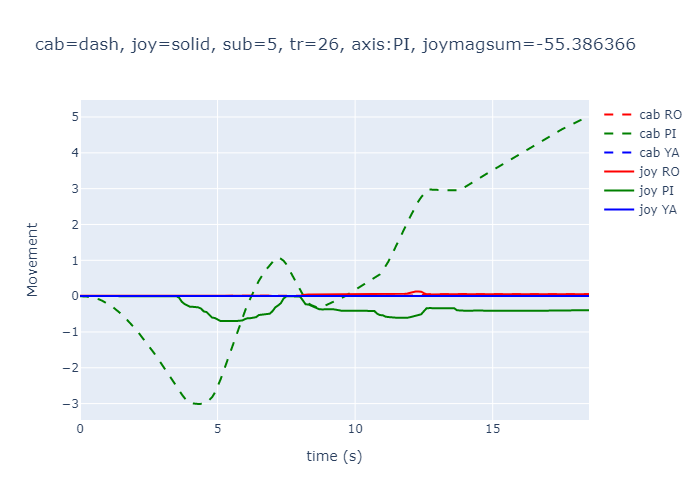 cab=dash, joy=solid, sub=5, tr=26, axis:PI, joymagsum=-55.386366
cab RO
cab PI
cab YA
joy RO
joy PI
joy YA
Movement
5
4
3
2
1
0
−1
−2
−3
0
5
10
15
time (s)